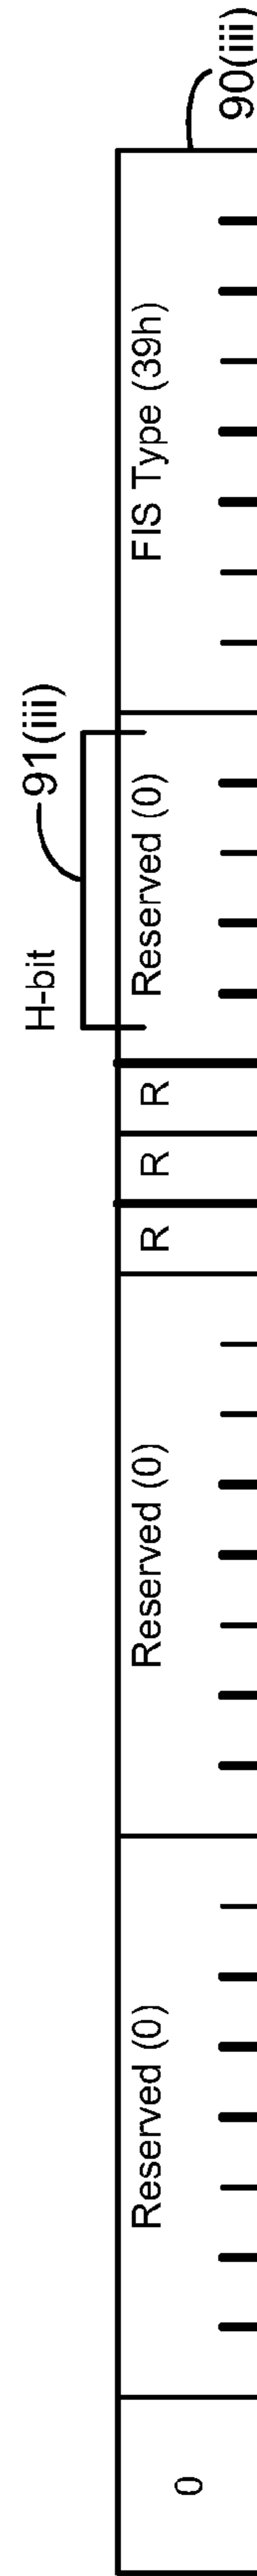 H-bit 91(iii)
0 Reserved (0) Reserved (0) R R R Reserved (0) FIS Type (39h)
90(iii)